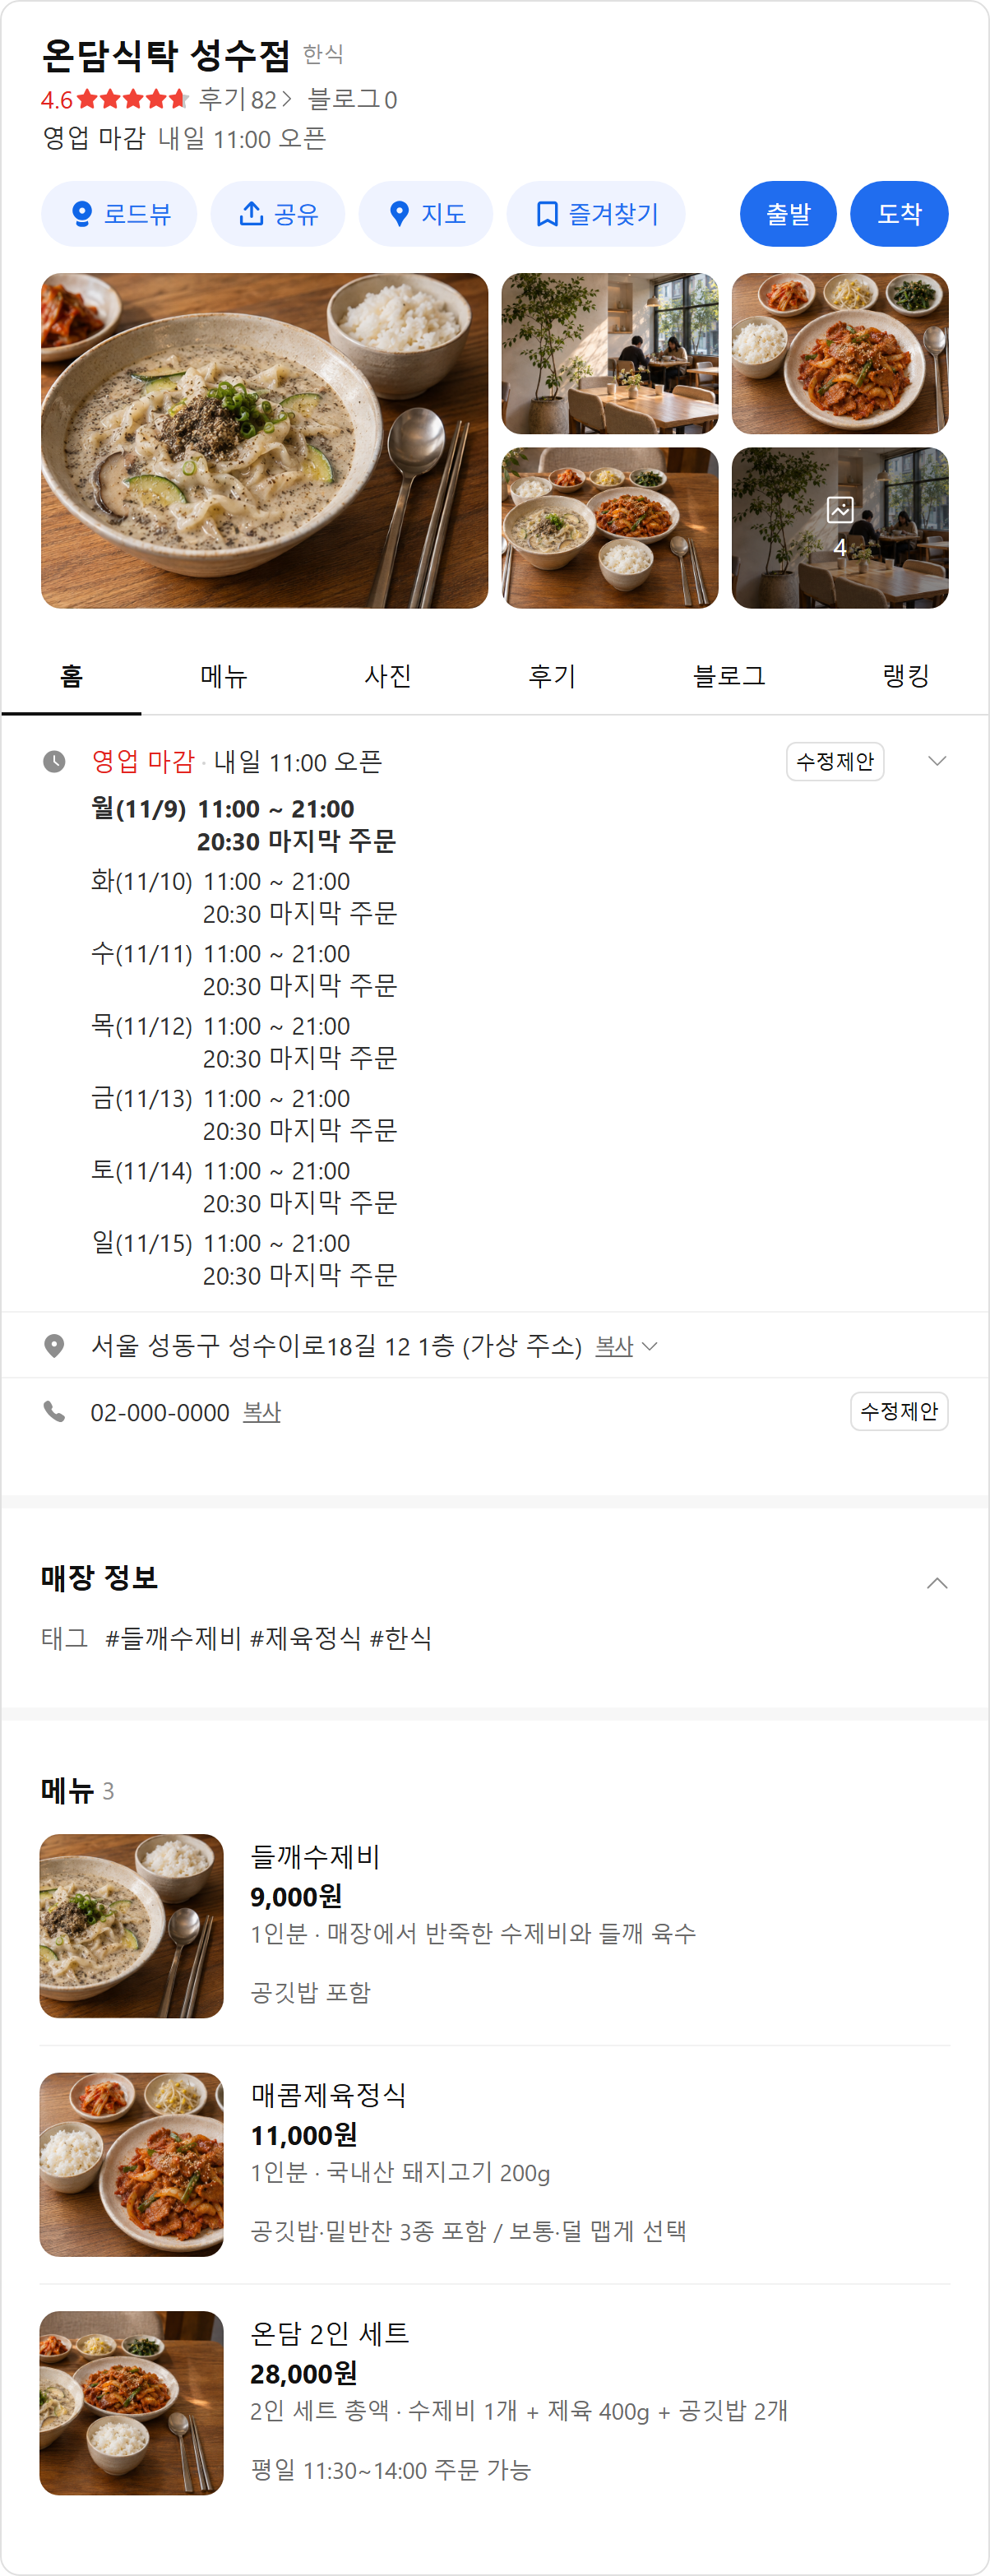 온담식탁 성수점 한식
4.6 후기 82 블로그 0
영업 마감 내일 11:00 오픈
로드뷰 공유 지도 즐겨찾기 출발 도착
4
홈 메뉴 사진 후기 블로그 랭킹
영업 마감 · 내일 11:00 오픈 수정제안
월(11/9) 11:00 ~ 21:00
20:30 마지막 주문
화(11/10) 11:00 ~ 21:00
20:30 마지막 주문
수(11/11) 11:00 ~ 21:00
20:30 마지막 주문
목(11/12) 11:00 ~ 21:00
20:30 마지막 주문
금(11/13) 11:00 ~ 21:00
20:30 마지막 주문
토(11/14) 11:00 ~ 21:00
20:30 마지막 주문
일(11/15) 11:00 ~ 21:00
20:30 마지막 주문
서울 성동구 성수이로18길 12 1층 (가상 주소) 복사
02-000-0000 복사 수정제안
매장 정보
태그 #들깨수제비 #제육정식 #한식
메뉴 3
들깨수제비
9,000원
1인분 · 매장에서 반죽한 수제비와 들깨 육수
공깃밥 포함
매콤제육정식
11,000원
1인분 · 국내산 돼지고기 200g
공깃밥·밑반찬 3종 포함 / 보통·덜 맵게 선택
온담 2인 세트
28,000원
2인 세트 총액 · 수제비 1개 + 제육 400g + 공깃밥 2개
평일 11:30~14:00 주문 가능